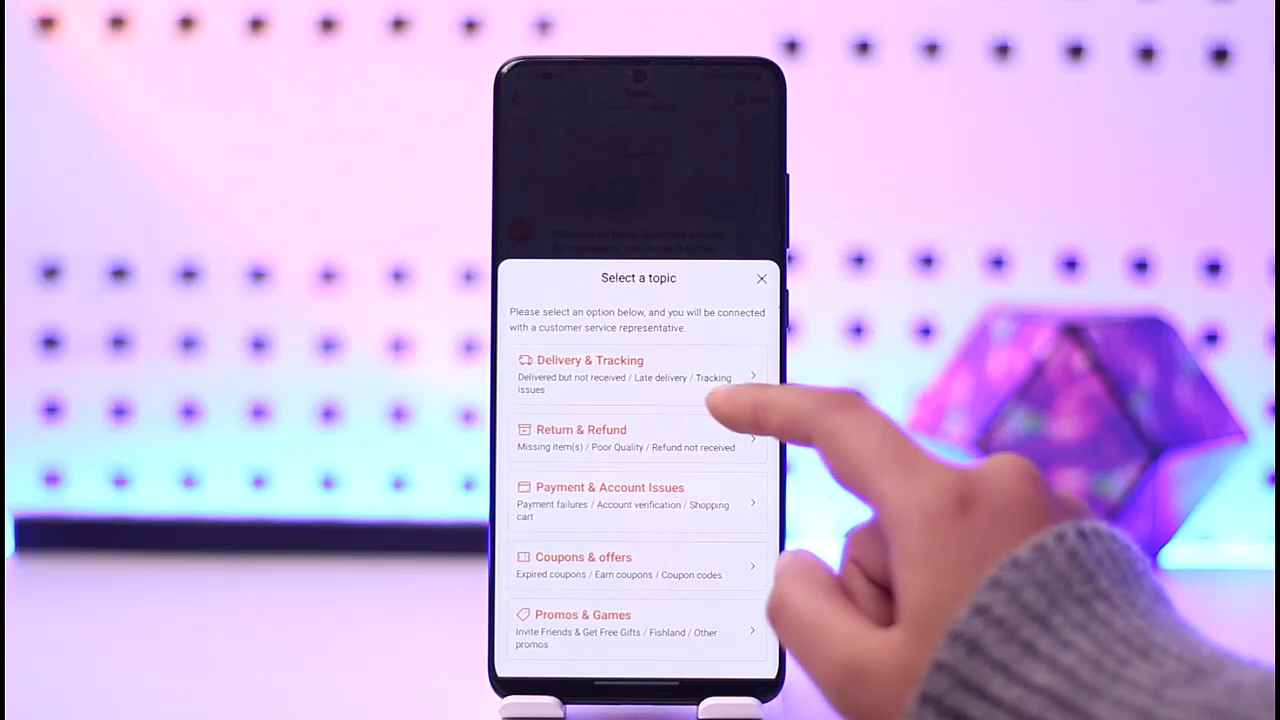 Temu
Select a topic
Please select an option below, and you will be connected
with a customer service representative.
Delivery & Tracking
Delivered but not received / Late delivery / Tracking
issues
Return & Refund
Missing item(s) / Poor Quality / Refund not received
Payment & Account Issues
Payment failures / Account verification / Shopping
cart
Coupons & offers
Expired coupons / Earn coupons / Coupon codes
Promos & Games
Invite Friends & Get Free Gifts / Fishland / Other
promos